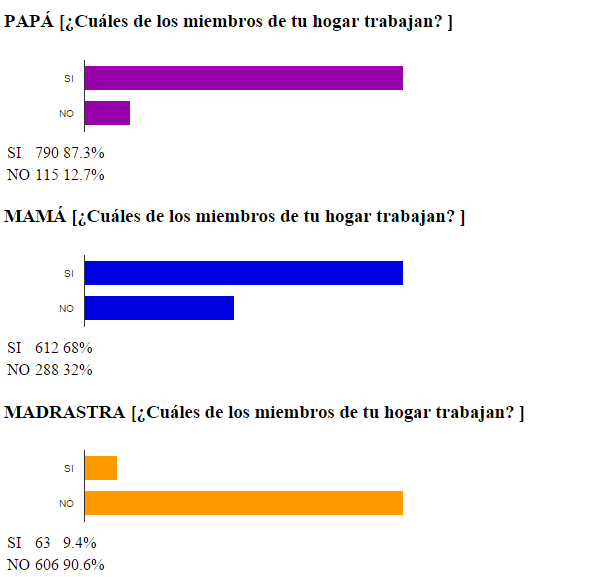 PAPÁ [¿Cuáles de los miembros de tu hogar trabajan? ]
SI
NO
SI 790 87.3%
NO 115 12.7%
MAMÁ [¿Cuáles de los miembros de tu hogar trabajan? ]
SI
NO
SI 612 68%
NO 288 32%
MADRASTRA [¿Cuáles de los miembros de tu hogar trabajan? ]
SI
NO
SI 63 9.4%
NO 606 90.6%